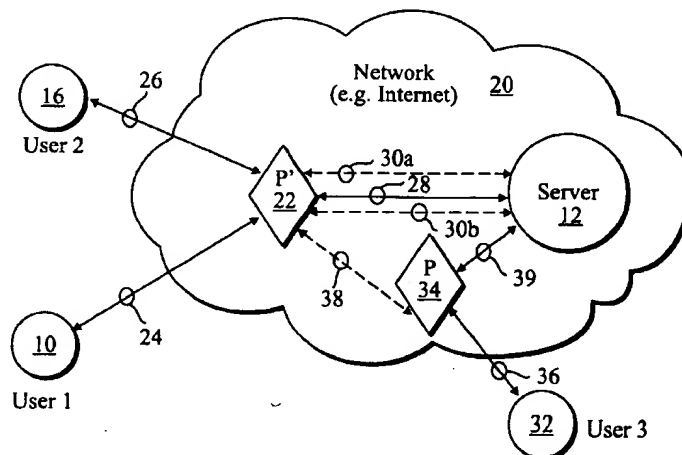 Network
(e.g. Internet)
20
16
User 2
26
30a
28
30b
P'
22
Server
12
P
34
39
38
24
10
User 1
36
32
User 3